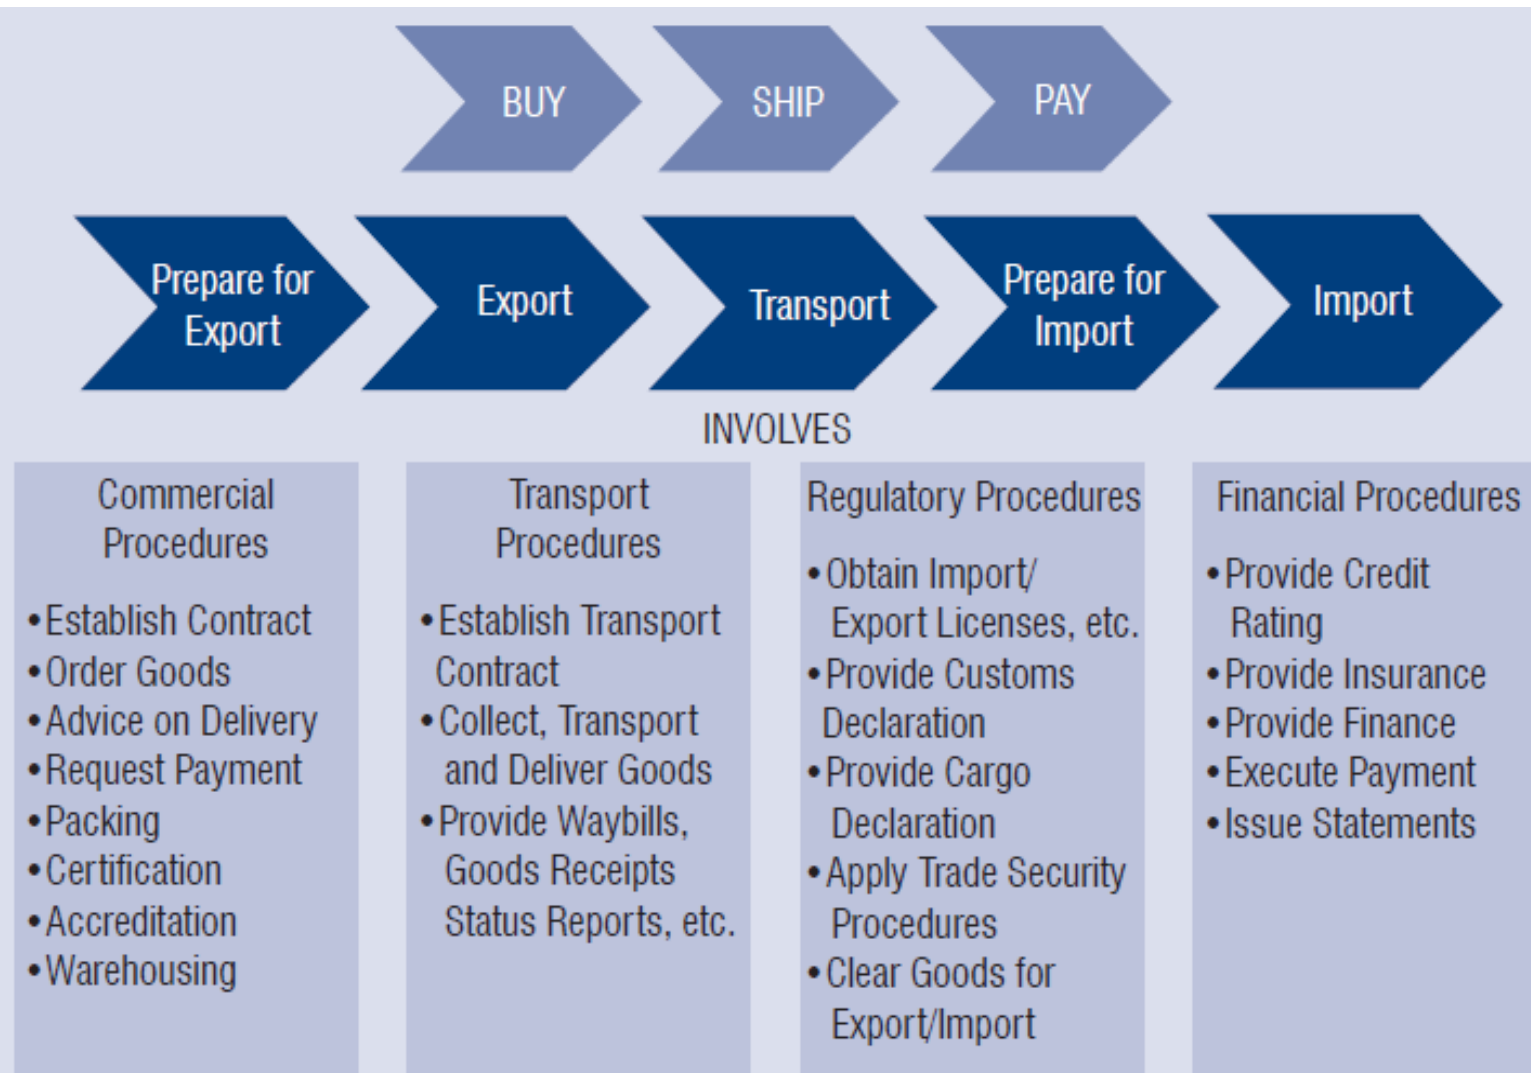 BUY
SHIP
PAY
Prepare for
Export
Export
Transport
Prepare for
Import
Import
INVOLVES
Commercial
Procedures
•Establish Contract
•Order Goods
•Advice on Delivery
•Request Payment
•Packing
•Certification
•Accreditation
•Warehousing
Transport
Procedures
•Establish Transport
Contract
•Collect, Transport
and Deliver Goods
•Provide Waybills,
Goods Receipts
Status Reports, etc.
Regulatory Procedures
•Obtain Import/
Export Licenses, etc.
•Provide Customs
Declaration
•Provide Cargo
Declaration
•Apply Trade Security
Procedures
•Clear Goods for
Export/Import
Financial Procedures
•Provide Credit
Rating
•Provide Insurance
•Provide Finance
•Execute Payment
•Issue Statements